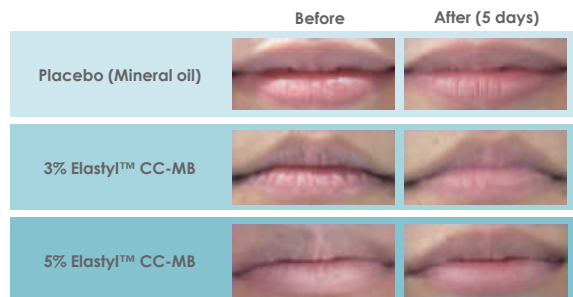 Before After (5 days)
Placebo (Mineral oil)
3% Elastyl™ CC-MB
5% Elastyl™ CC-MB